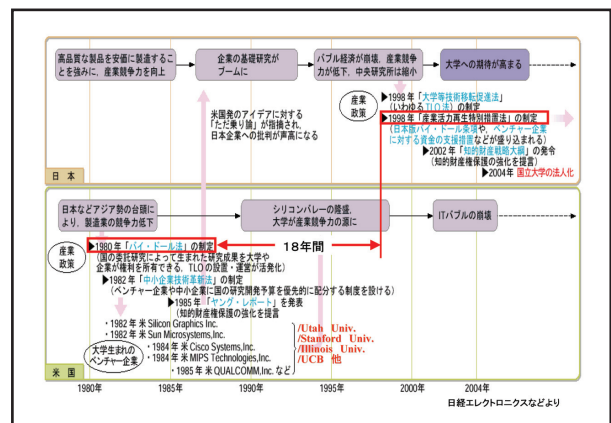 高品質な製品を安価に製造するこ
とを強みに，産業競争力を向上
企業の基礎研究が
ブームに
バブル経済が崩壊，産業競争
力が低下，中央研究所は縮小
大学への期待が高まる
米国発のアイデアに対する
「ただ乗り論」が指摘され，
日本企業への批判が声高になる
産業
政策
▶1998年「大学等技術移転促進法」
(いわゆるTLO法)の制定
▶1998年「産業活力再生特別措置法」の制定
(日本版バイ・ドール条項や，ベンチャー企業
に対する資金の支援措置などが盛り込まれる)
▶2002年「知的財産戦略大綱」の発令
(知的財産権保護の強化を提言)
▶2004年 国立大学の法人化
日 本
日本などアジア勢の台頭に
より，製造業の競争力低下
シリコンバレーの隆盛，
大学が産業競争力の源に
ITバブルの崩壊
産業
政策
▶1980年「バイ・ドール法」の制定
18年間
(国の委託研究によって生まれた研究成果を大学や
企業が権利を所有できる．TLOの設置・運営が活発化)
▶1982年「中小企業技術革新法」の制定
(ベンチャー企業や中小企業に国の研究開発予算を優先的に配分する制度を設ける)
▶1985年「ヤング・レポート」を発表
(知的財産権の強化を提言
大学生まれの
ベンチャー企業
・1982年 米Silicon Graphics Inc.
・1982年 米Sun Microsystems,Inc.
・1984年 米Cisco Systems,Inc.
・1984年 米MIPS Technologies,Inc.
・1985年 米QUALCOMM,Inc.など
/Utah Univ.
/Stanford Univ.
/Illinois Univ.
/UCB 他
米 国
1980年 1985年 1990年 1995年 2000年 2004年
日経エレクトロニクスなどより